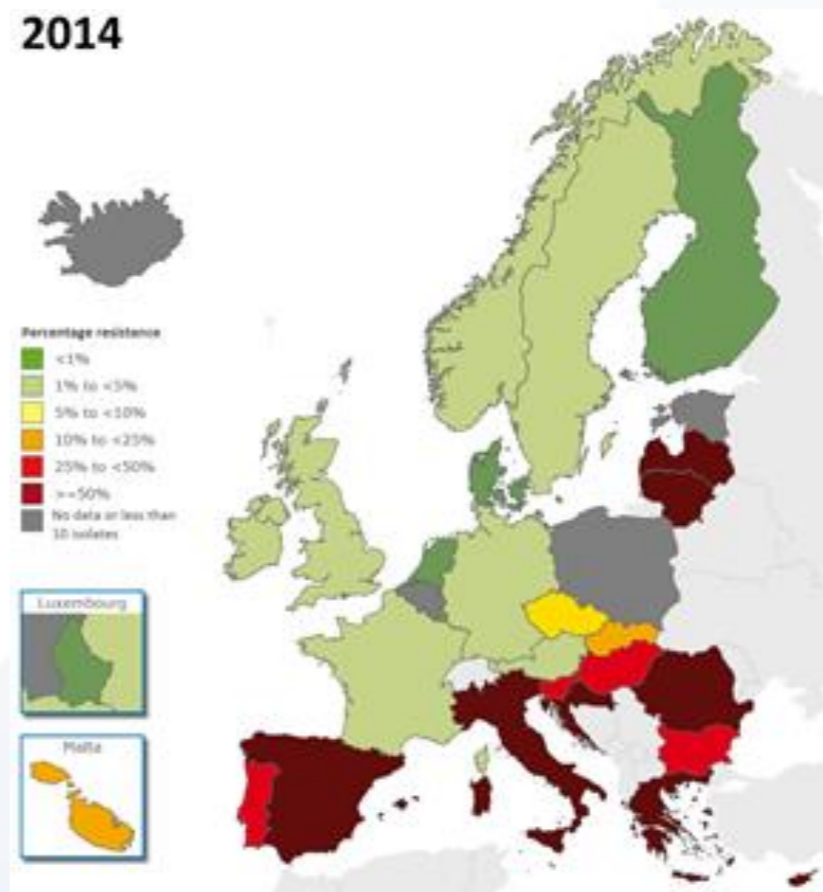 2014
Percentage resistance
<1%
1% to <5%
5% to <10%
10% to <25%
25% to <50%
>=50%
No data or less than
10 isolates
Luxembourg
Malta